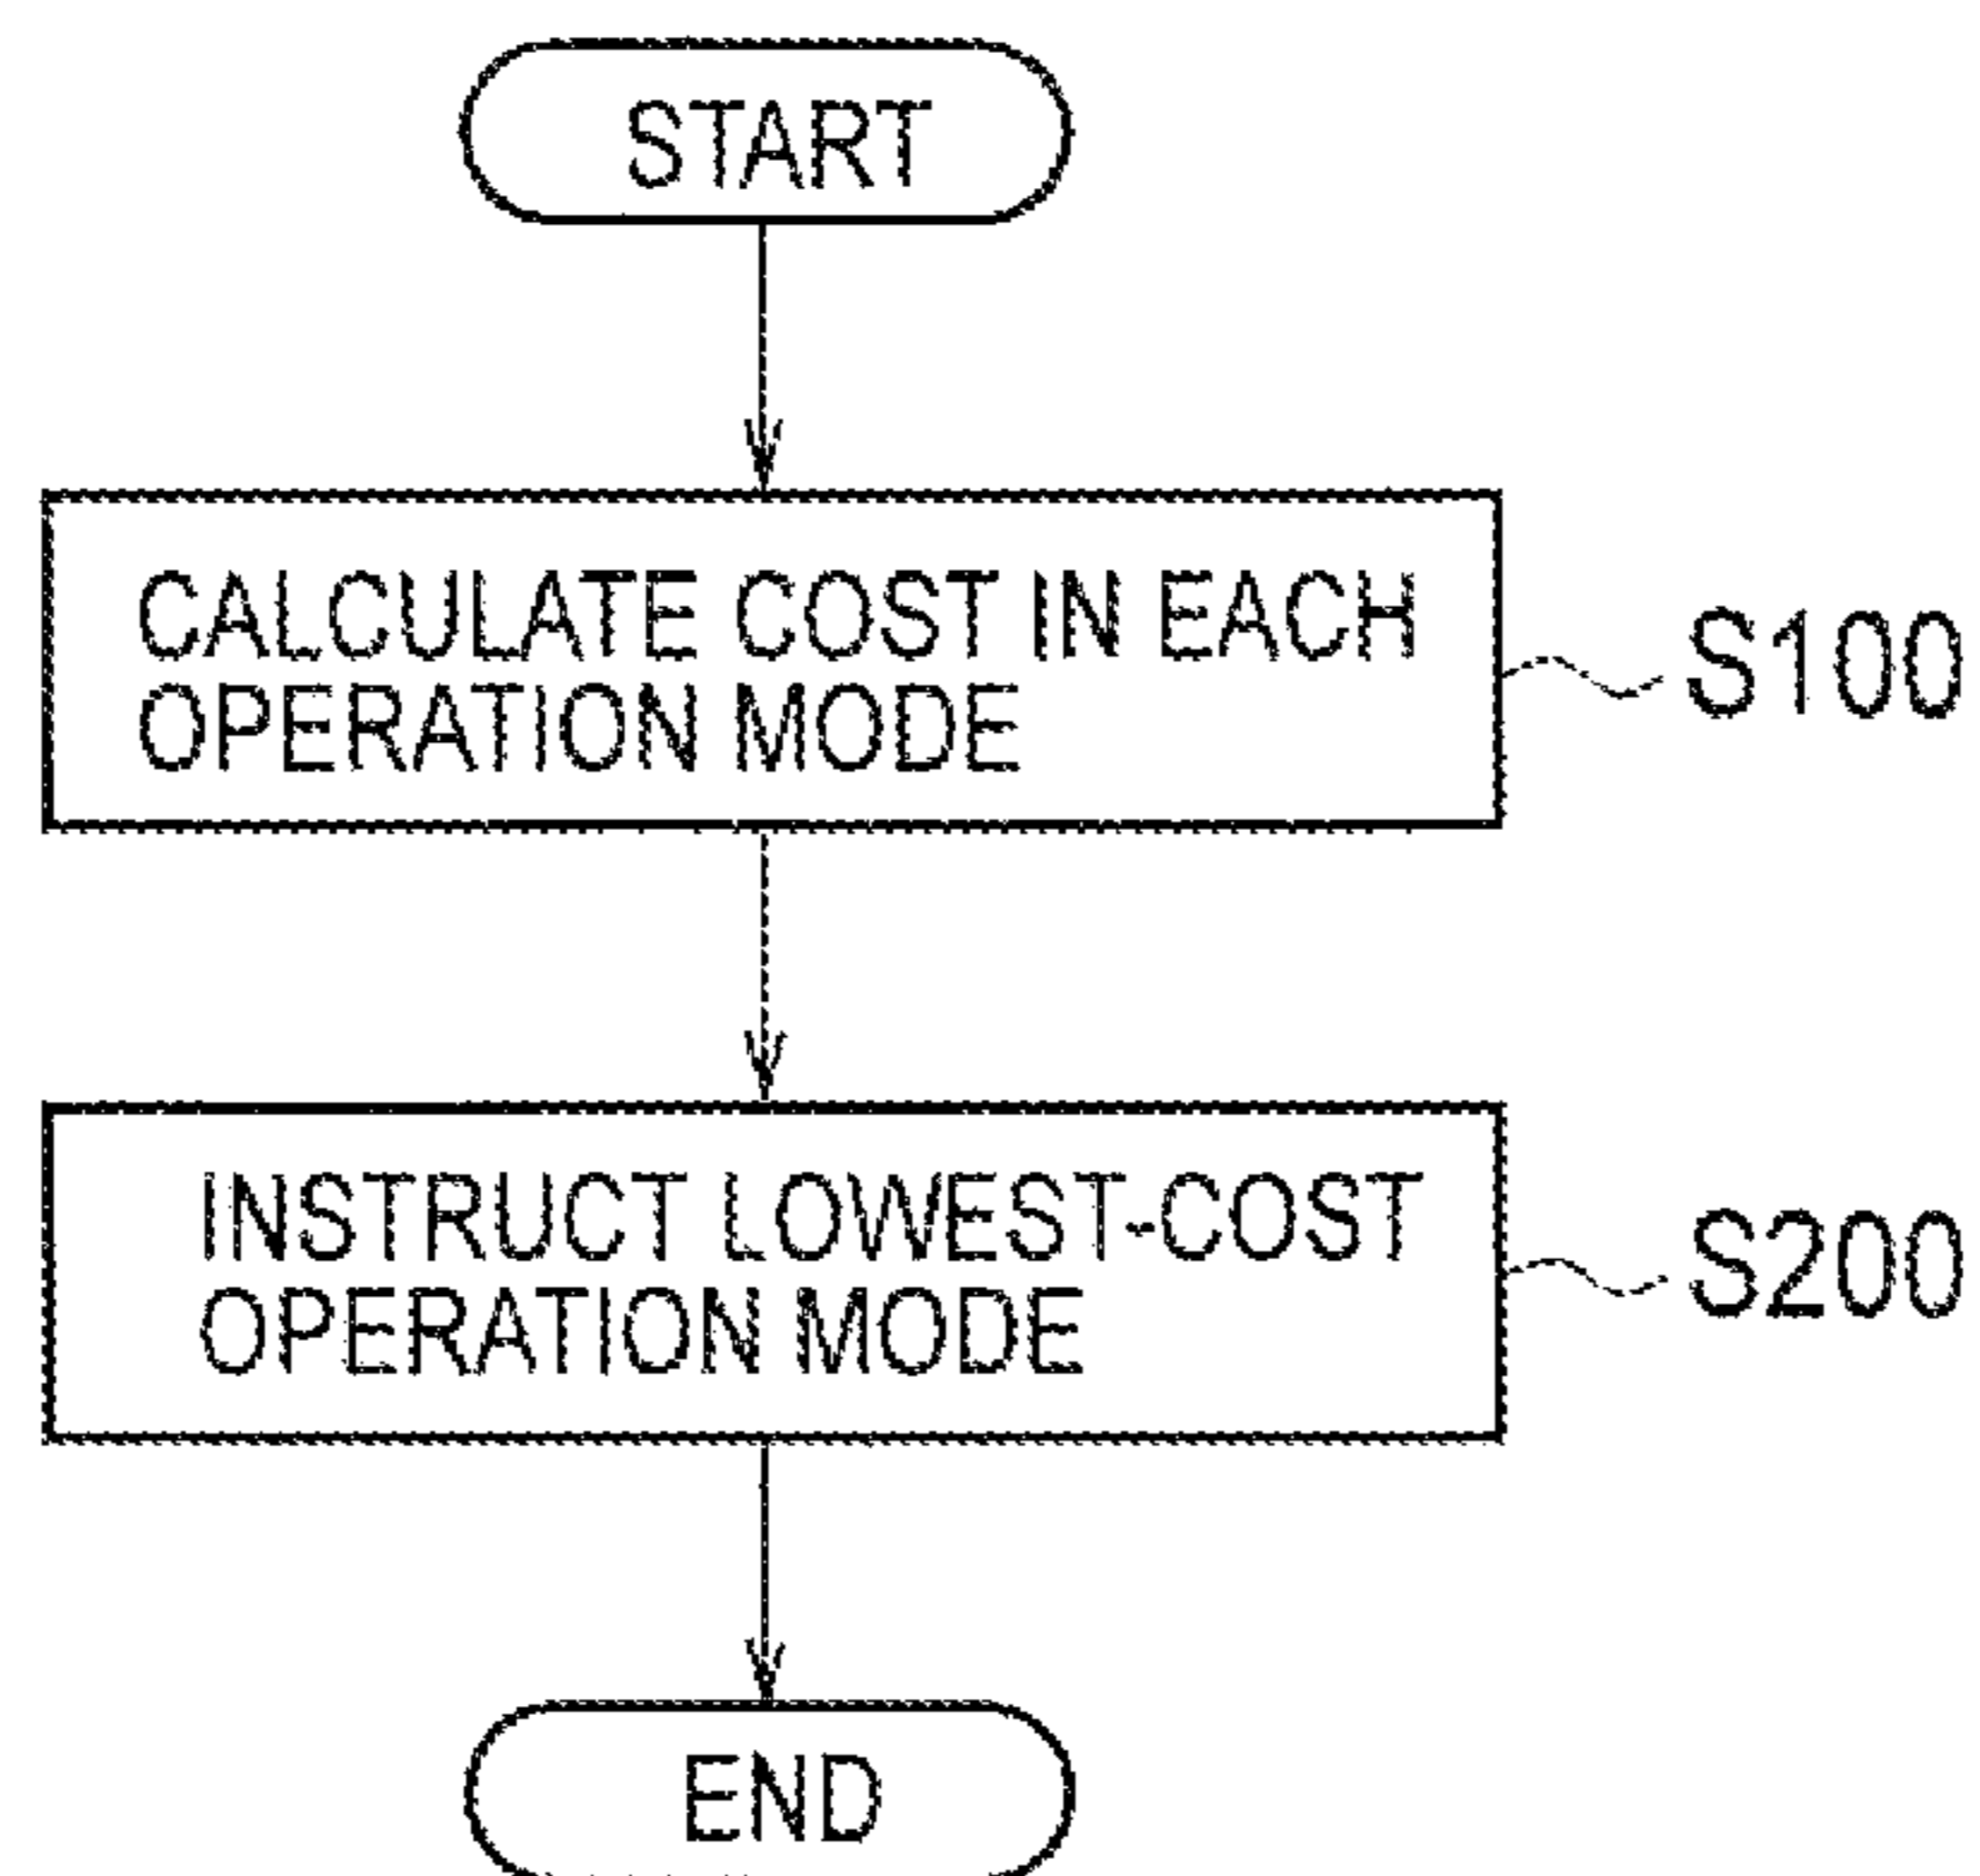 START
CALCULATE COST IN EACH
OPERATION MODE
S100
INSTRUCT LOWEST-COST
OPERATION MODE
S200
END